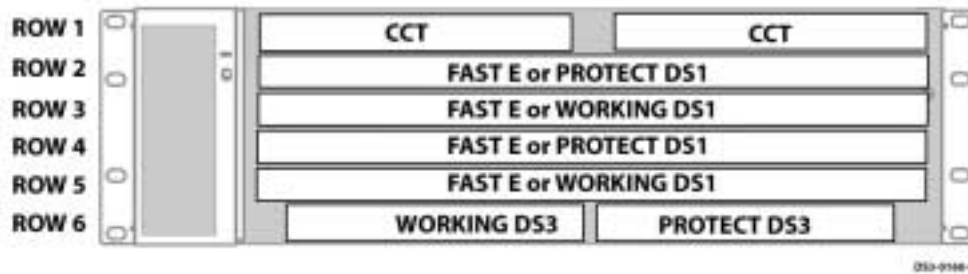 ROW 1 CCT CCT
ROW 2 FAST E or PROTECT DS1
ROW 3 FAST E or WORKING DS1
ROW 4 FAST E or PROTECT DS1
ROW 5 FAST E or WORKING DS1
ROW 6 WORKING DS3 PROTECT DS3